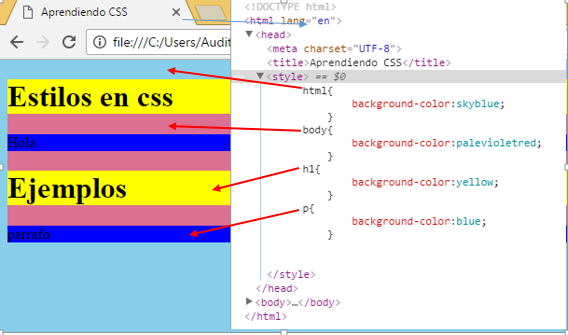 Aprendiendo CSS
file:///C:/Users/Audit
Estilos en css
Hola
Ejemplos
parrafo
<!DOCTYPE html>
<html lang="en">
<head>
<meta charset="UTF-8">
<title>Aprendiendo CSS</title>
<style> == $0
html{
background-color:skyblue;
}
body{
background-color:palevioletred;
}
h1{
background-color:yellow;
}
p{
background-color:blue;
}
</style>
</head>
<body>…</body>
</html>